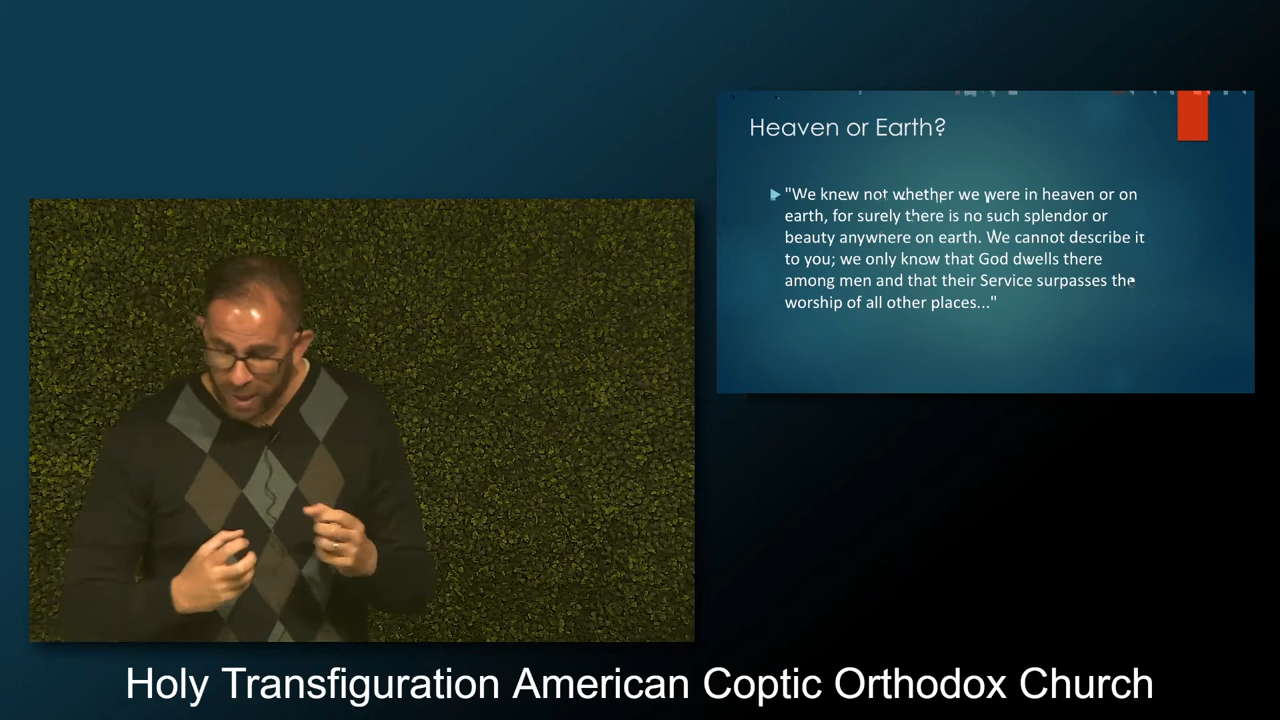 Heaven or Earth?
"We knew not whether we were in heaven or on
earth, for surely there is no such splendor or
beauty anywhere on earth. We cannot describe it
to you; we only know that God dwells there
among men and that their Service surpasses the
worship of all other places..."
Holy Transfiguration American Coptic Orthodox Church